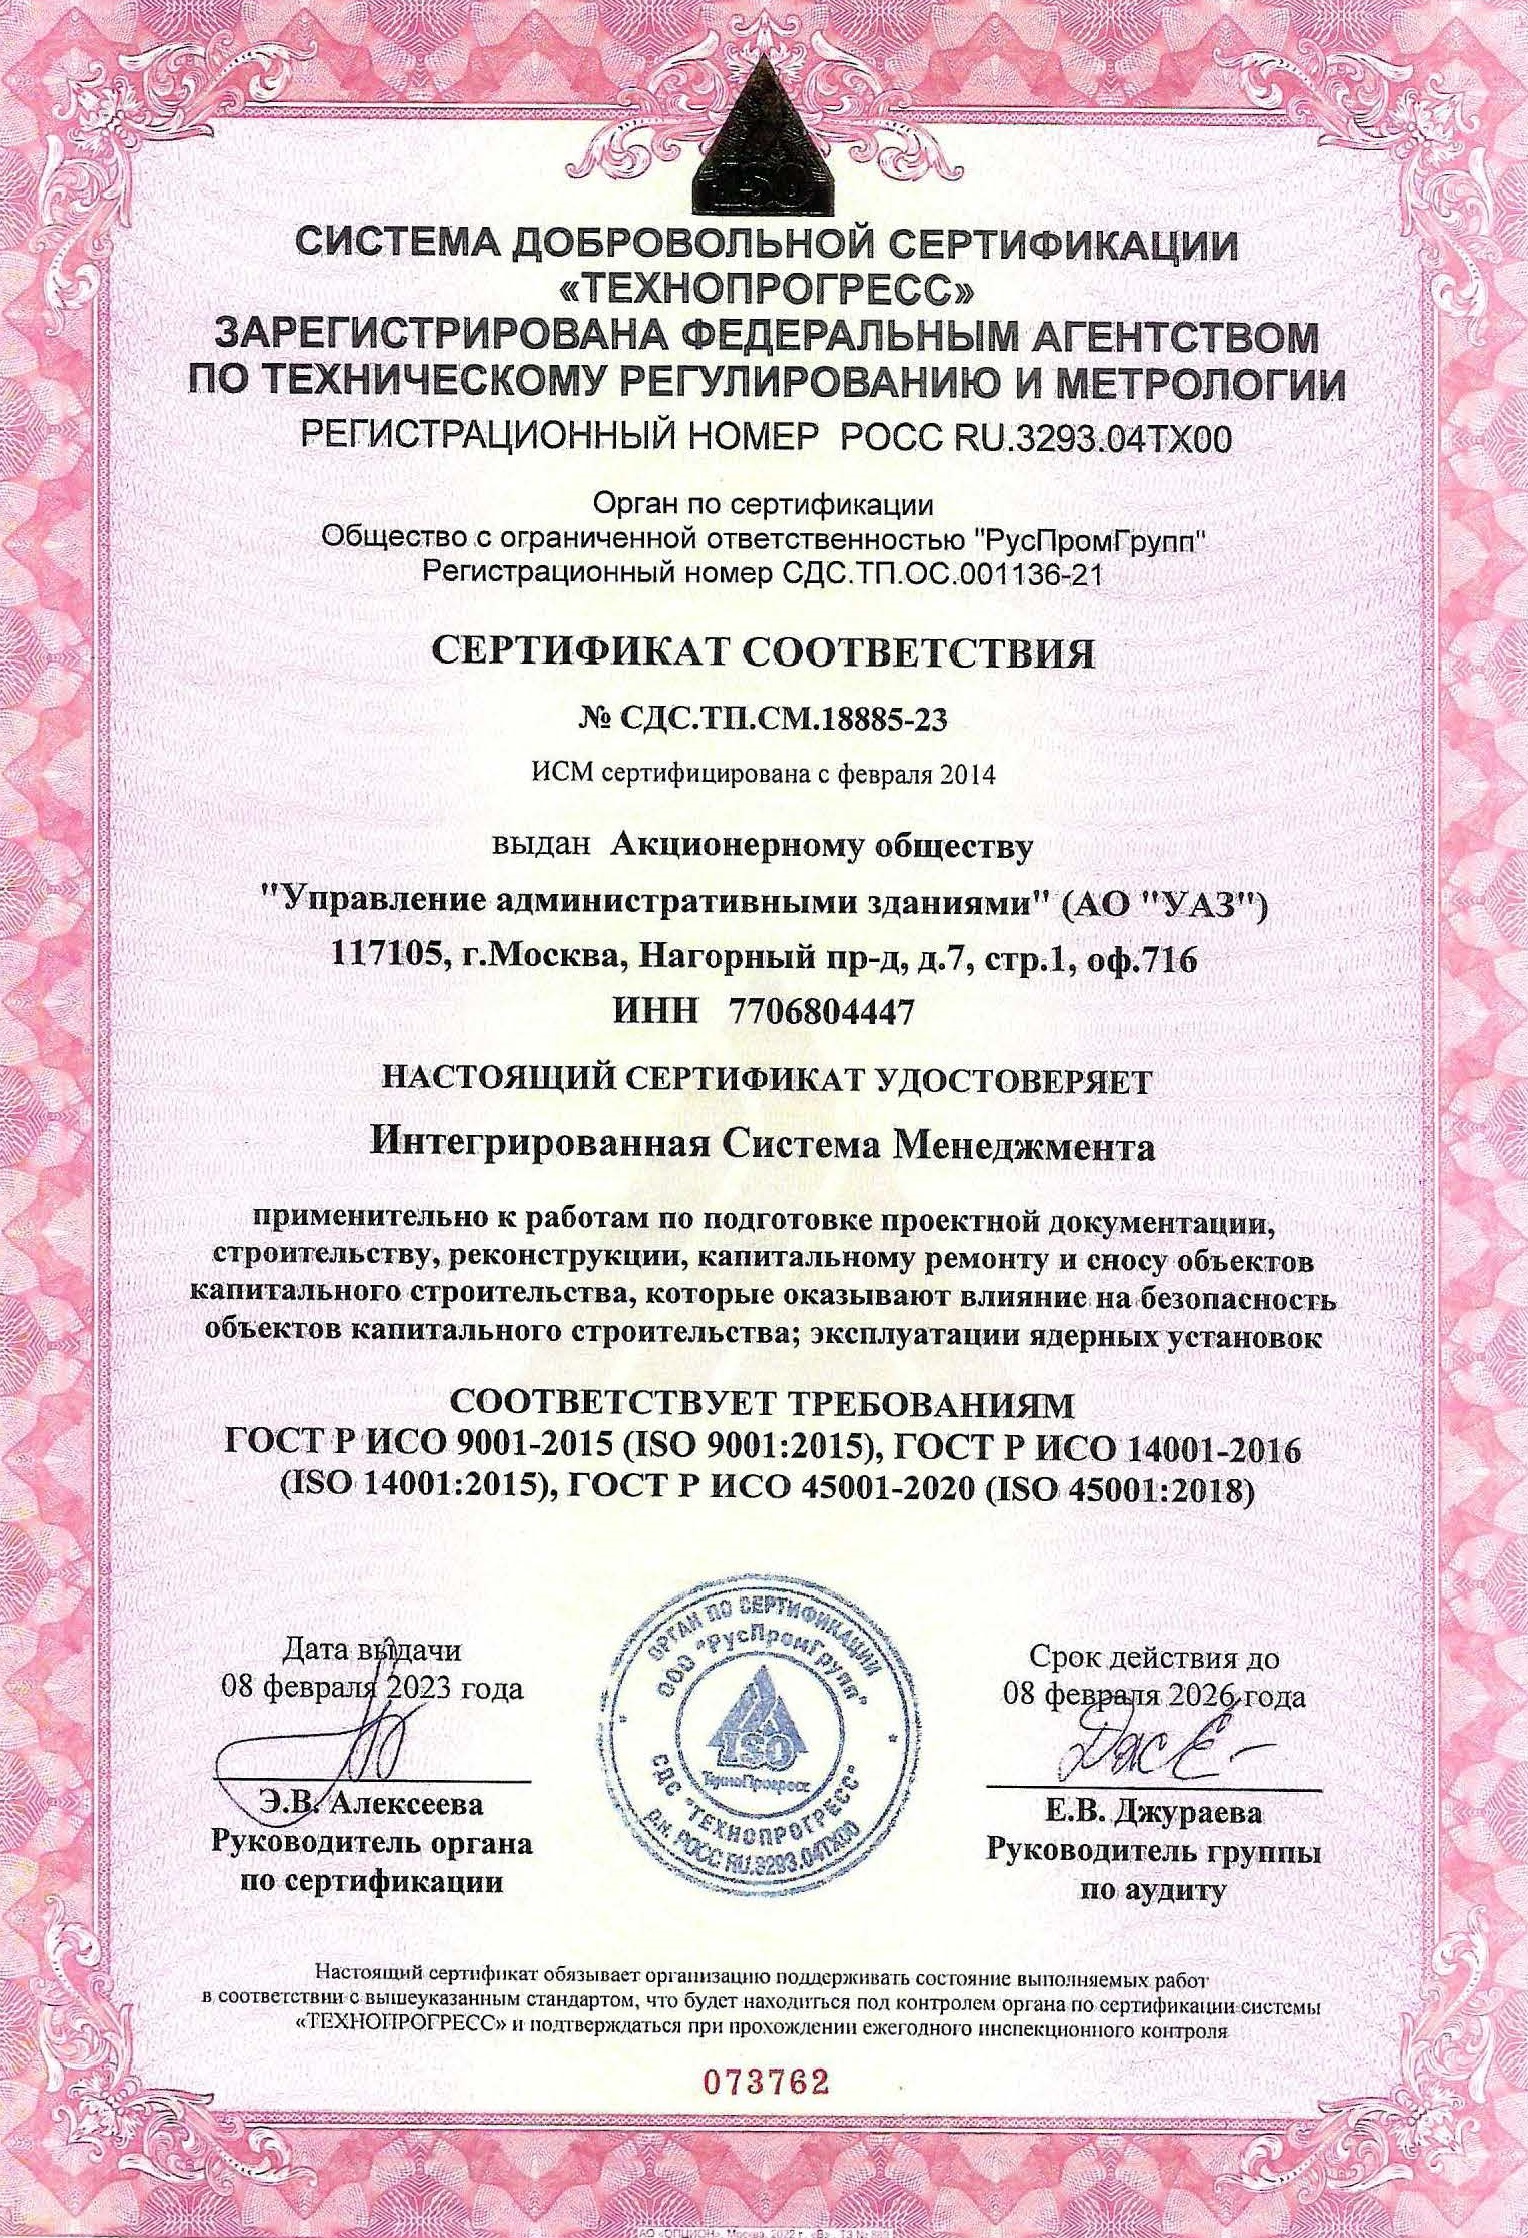 СИСТЕМА ДОБРОВОЛЬНОЙ СЕРТИФИКАЦИИ
«ТЕХНОПРОГРЕСС»
ЗАРЕГИСТРИРОВАНА ФЕДЕРАЛЬНЫМ АГЕНТСТВОМ
ПО ТЕХНИЧЕСКОМУ РЕГУЛИРОВАНИЮ И МЕТРОЛОГИИ
РЕГИСТРАЦИОННЫЙ НОМЕР РОСС RU.3293.04ТХ00
Орган по сертификации
Общество с ограниченной ответственностью "РусПромГрупп"
Регистрационный номер СДС.ТП.ОС.001136-21
СЕРТИФИКАТ СООТВЕТСТВИЯ
№ СДС.ТП.СМ.18885-23
ИСМ сертифицирована с февраля 2014
выдан Акционерному обществу
"Управление административными зданиями" (АО "УАЗ")
117105, г.Москва, Нагорный пр-д, д.7, стр.1, оф.716
ИНН 7706804447
НАСТОЯЩИЙ СЕРТИФИКАТ УДОСТОВЕРЯЕТ
Интегрированная Система Менеджмента
применительно к работам по подготовке проектной документации,
строительству, реконструкции, капитальному ремонту и сносу объектов
капитального строительства, которые оказывают влияние на безопасность
объектов капитального строительства; эксплуатации ядерных установок
СООТВЕТСТВУЕТ ТРЕБОВАНИЯМ
ГОСТ Р ИСО 9001-2015 (ISO 9001:2015), ГОСТ Р ИСО 14001-2016
(ISO 14001:2015), ГОСТ Р ИСО 45001-2020 (ISO 45001:2018)
Дата выдачи
08 февраля 2023 года
Э.В. Алексеева
Руководитель органа
по сертификации
ОРГАН ПО СЕРТИФИКАЦИИ
ООО "РусПромГрупп"
ISO
ТехноПрогресс
СДС "ТЕХНОПРОГРЕСС"
р.н. РОСС RU.3293.04ТХ00
Срок действия до
08 февраля 2026 года
Е.В. Джураева
Руководитель группы
по аудиту
Настоящий сертификат обязывает организацию поддерживать состояние выполняемых работ
в соответствии с вышеуказанным стандартом, что будет находиться под контролем органа по сертификации системы
«ТЕХНОПРОГРЕСС» и подтверждаться при прохождении ежегодного инспекционного контроля
073762
«ОПЦИОН», Москва, 2022 г.